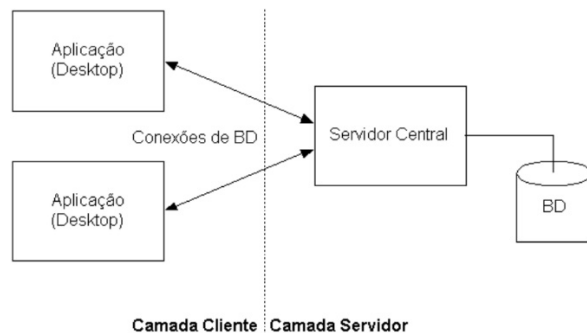 Aplicação
(Desktop)
Conexões de BD
Servidor Central
Aplicação
(Desktop)
BD
Camada Cliente
Camada Servidor